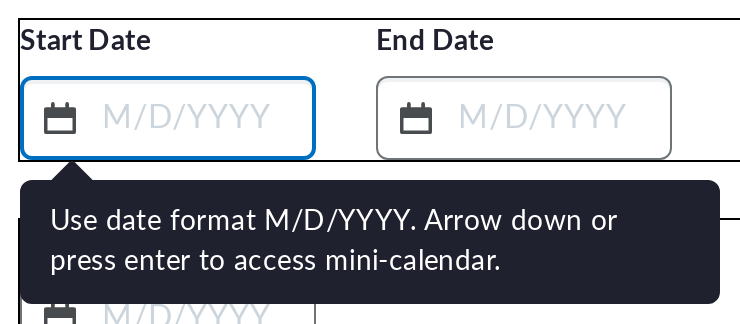 Start Date End Date
M/D/YYYY M/D/YYYY
Use date format M/D/YYYY. Arrow down or
press enter to access mini-calendar.
M/D/YYYY